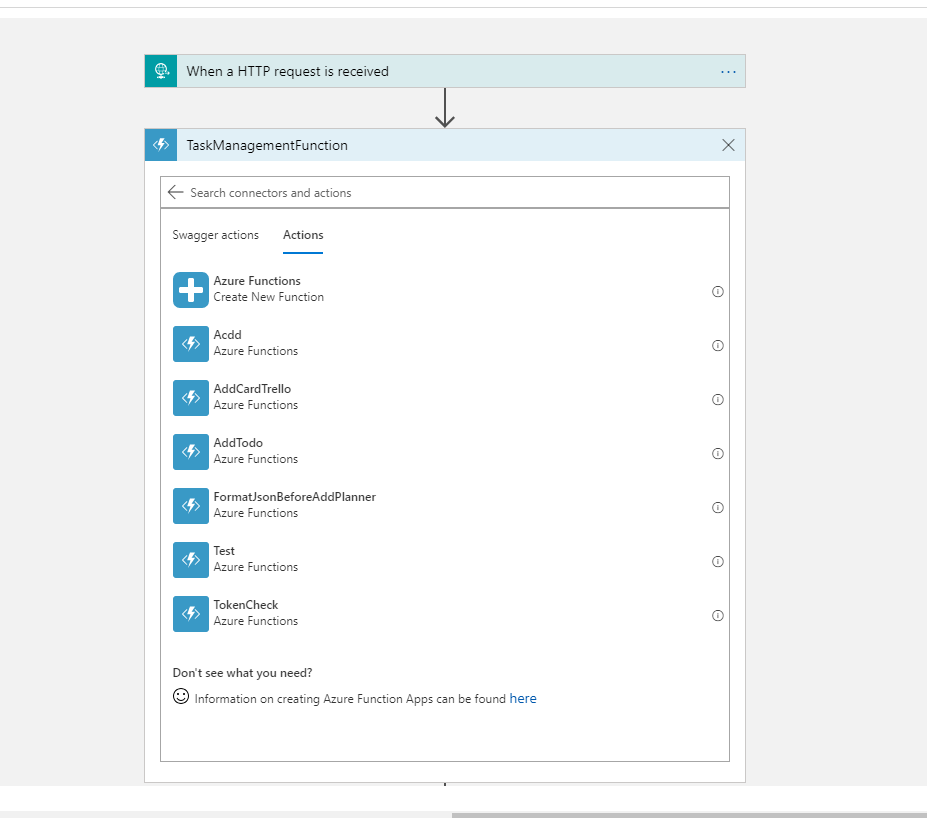 When a HTTP request is received
TaskManagementFunction
Search connectors and actions
Swagger actions Actions
Azure Functions
Create New Function
Acdd
Azure Functions
AddCardTrello
Azure Functions
AddTodo
Azure Functions
FormatJsonBeforeAddPlanner
Azure Functions
Test
Azure Functions
TokenCheck
Azure Functions
Don't see what you need?
Information on creating Azure Function Apps can be found here